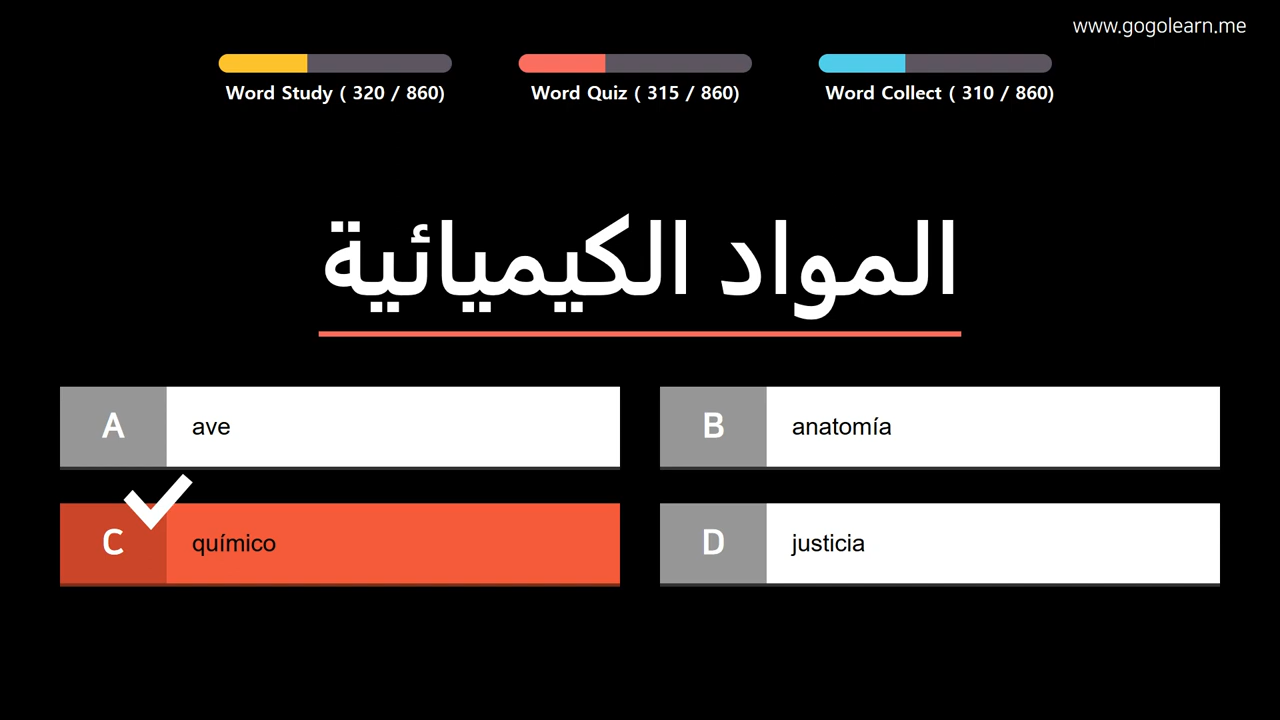 www.gogolearn.me
Word Study ( 320 / 860)
Word Quiz ( 315 / 860)
Word Collect ( 310 / 860)
المواد الكيميائية
A ave
B anatomía
C químico
D justicia